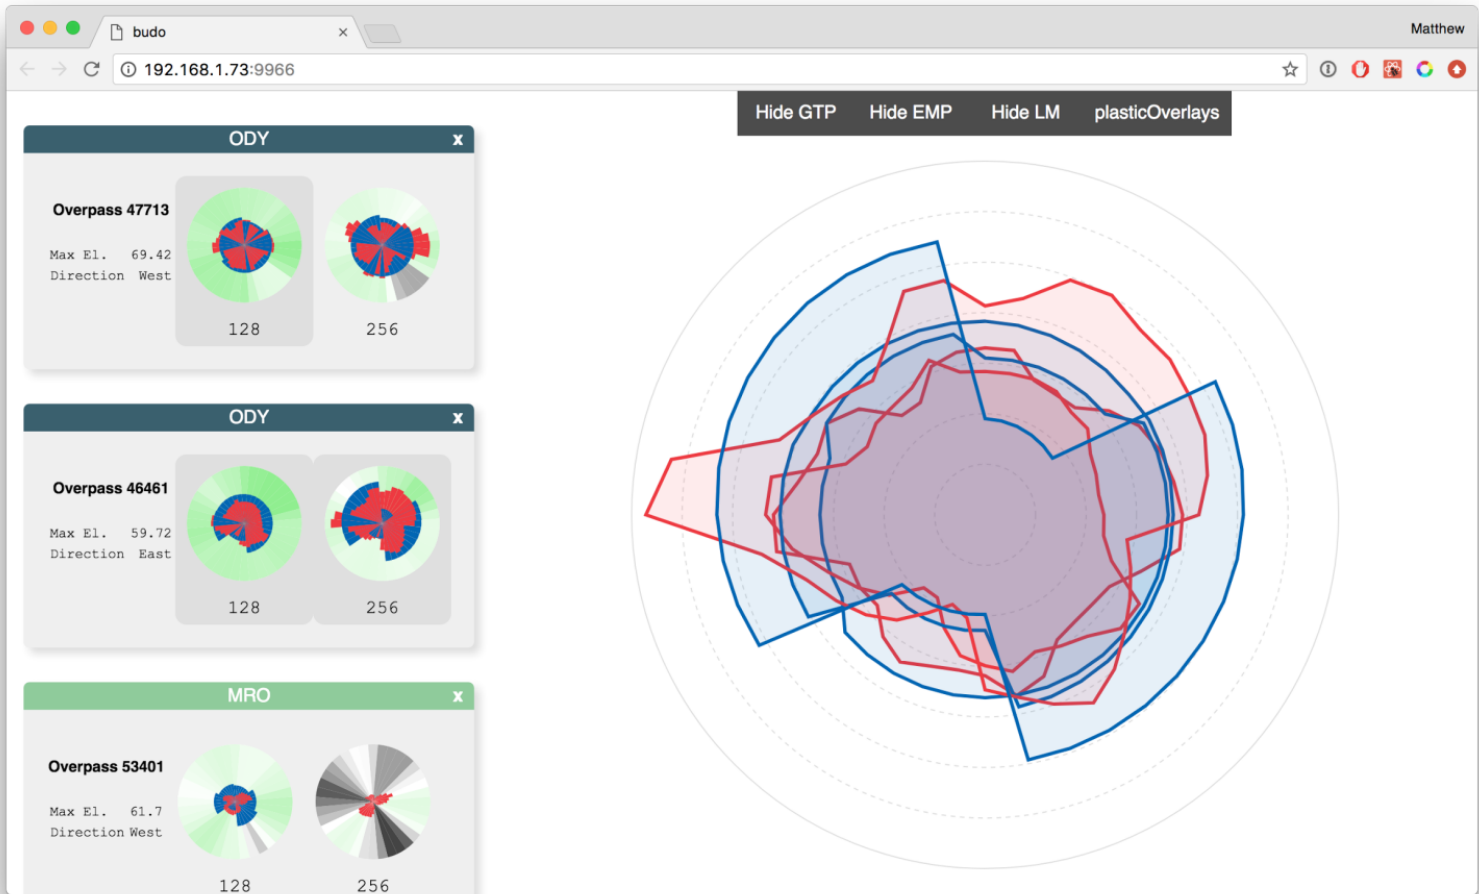 budo
Matthew
192.168.1.73:9966
Hide GTP Hide EMP Hide LM plasticOverlays
ODY x
Overpass 47713
Max El. 69.42
Direction West
128 256
ODY x
Overpass 46461
Max El. 59.72
Direction East
128 256
MRO x
Overpass 53401
Max El. 61.7
Direction West
128 256